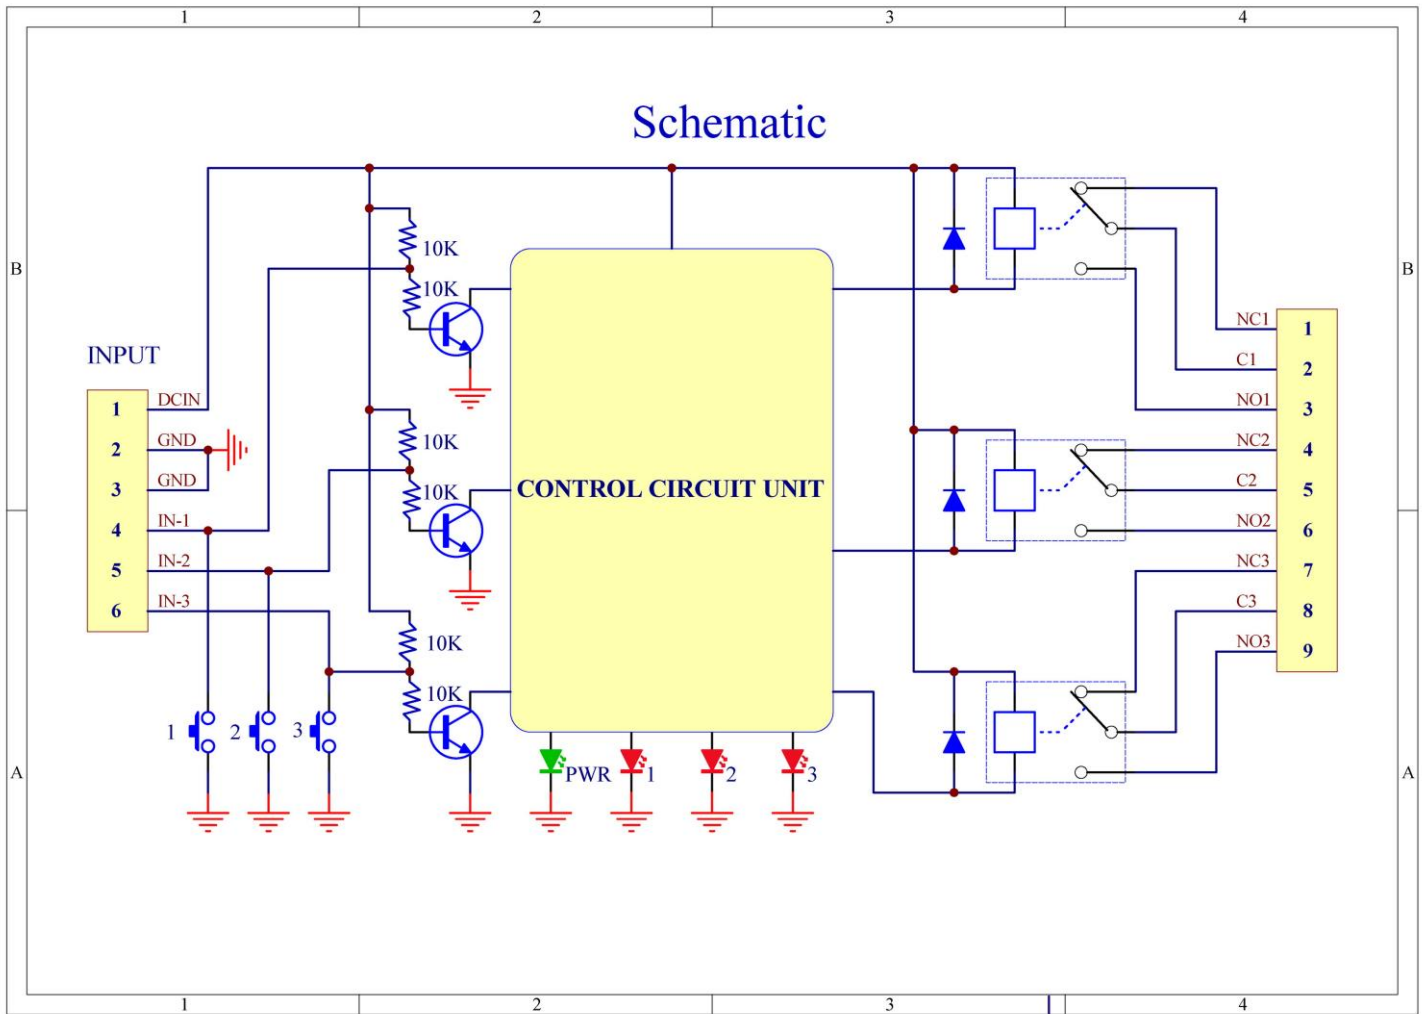 1 2 3 4
Schematic
B B
10K
10K
INPUT
1 DCIN
2 GND
3 GND
4 IN-1
5 IN-2
6 IN-3
10K
10K
10K
10K
CONTROL CIRCUIT UNIT
NC1 1
C1 2
NO1 3
NC2 4
C2 5
NO2 6
NC3 7
C3 8
NO3 9
1 2 3
PWR 1 2 3
A A
1 2 3 4